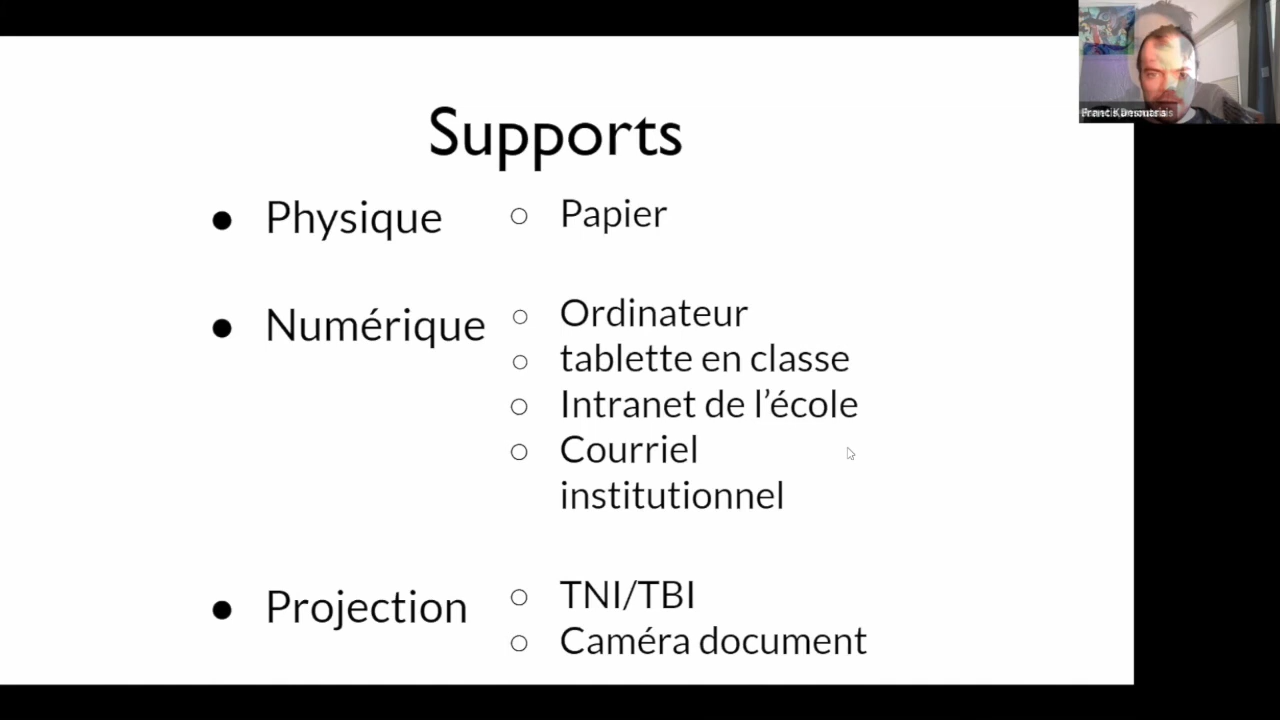 Supports
● Physique
○ Papier
● Numérique
○ Ordinateur
○ tablette en classe
○ Intranet de l’école
○ Courriel
institutionnel
● Projection
○ TNI/TBI
○ Caméra document